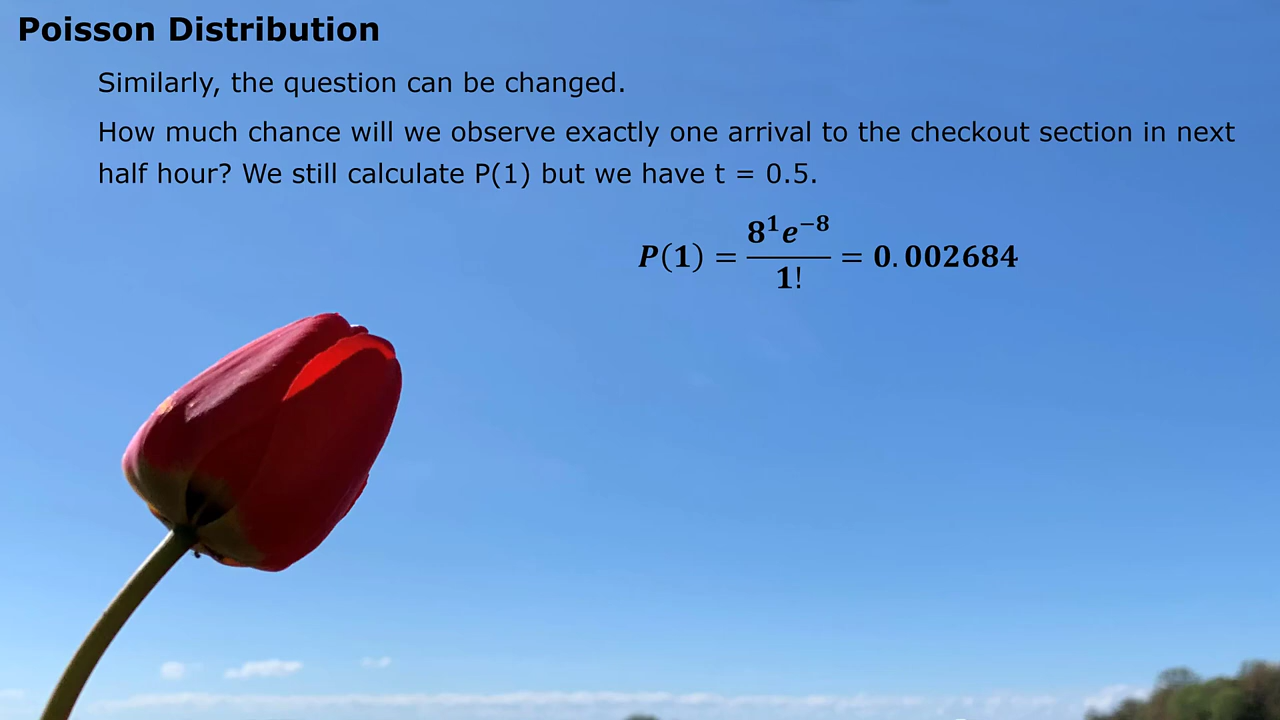 Poisson Distribution
Similarly, the question can be changed.
How much chance will we observe exactly one arrival to the checkout section in next
half hour? We still calculate P(1) but we have t = 0.5.
P(1) = 8¹e⁻⁸ / 1! = 0.002684